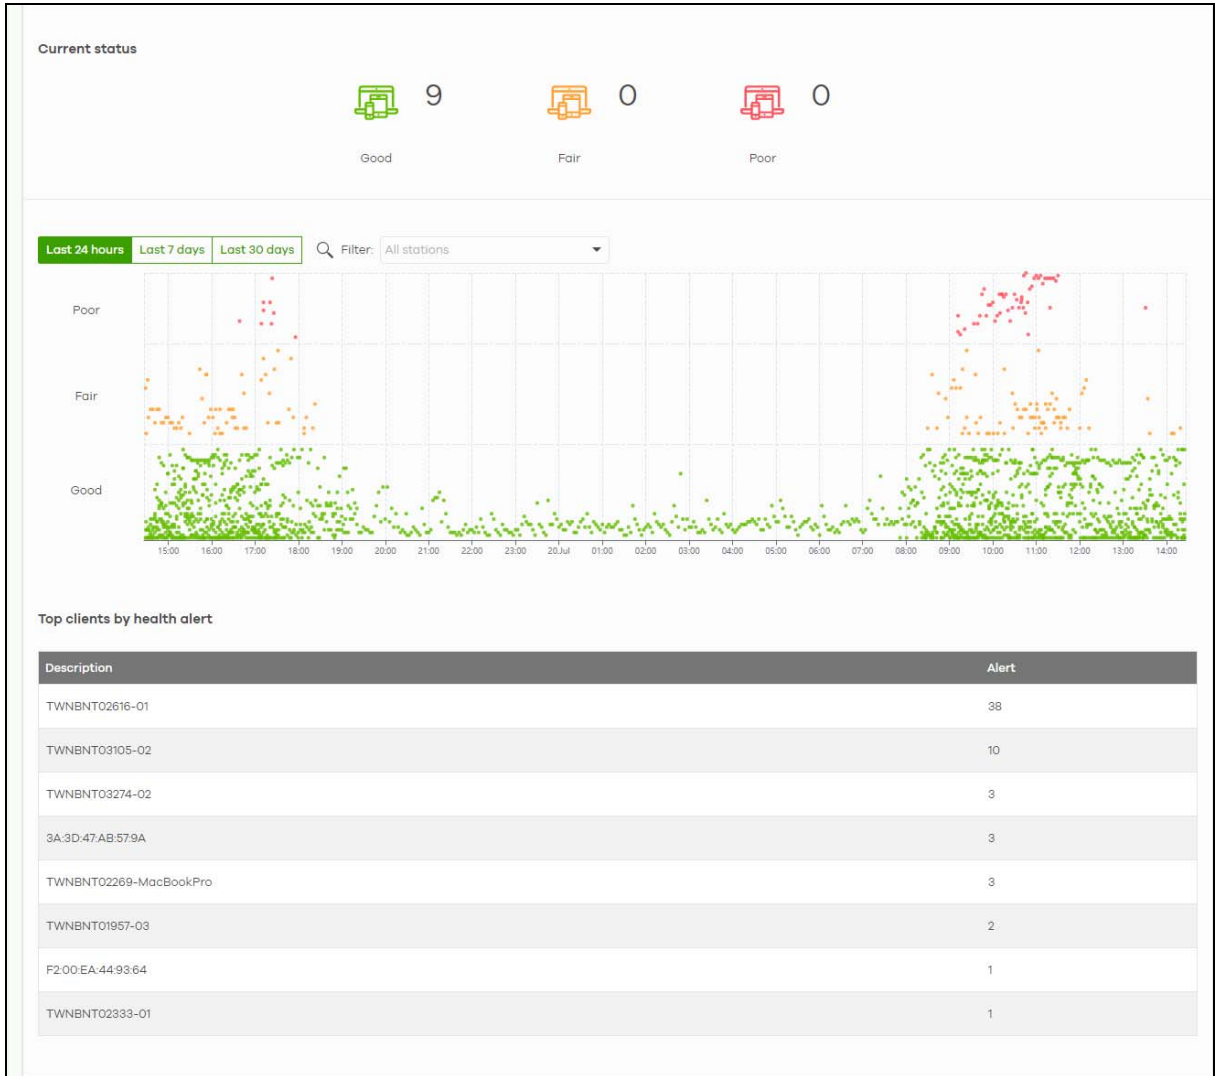 Current status
9 0 0
Good Fair Poor
Last 24 hours Last 7 days Last 30 days Filter: All stations
Poor
Fair
Good
15:00 16:00 17:00 18:00 19:00 20:00 21:00 22:00 23:00 20.Jul 01:00 02:00 03:00 04:00 05:00 06:00 07:00 08:00 09:00 10:00 11:00 12:00 13:00 14:00
Top clients by health alert
Description Alert
TWNBNT02616-01 38
TWNBNT03105-02 10
TWNBNT03274-02 3
3A:3D:47:AB:57:9A 3
TWNBNT02269-MacBookPro 3
TWNBNT01957-03 2
F2:00:EA:44:93:64 1
TWNBNT02333-01 1